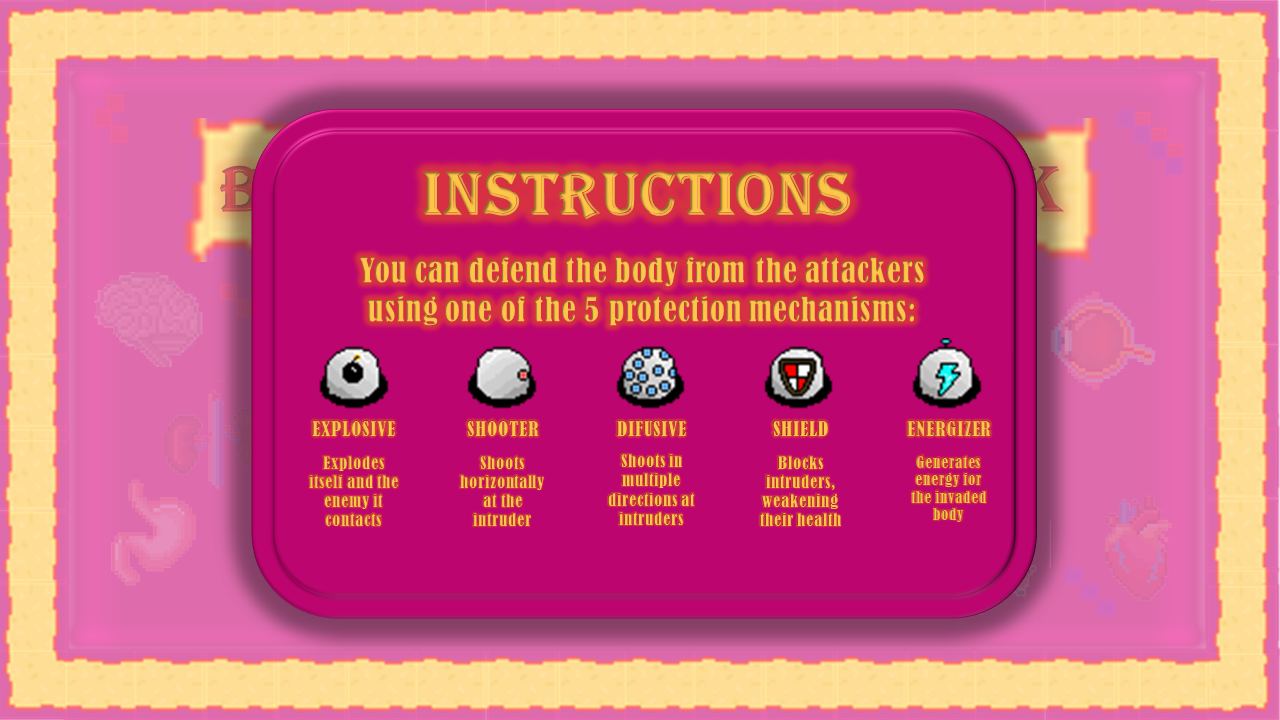 INSTRUCTIONS
You can defend the body from the attackers
using one of the 5 protection mechanisms:
EXPLOSIVE
Explodes
itself and the
enemy it
contacts
SHOOTER
Shoots
horizontally
at the
intruder
DIFUSIVE
Shoots in
multiple
directions at
intruders
SHIELD
Blocks
intruders,
weakening
their health
ENERGIZER
Generates
energy for
the invaded
body